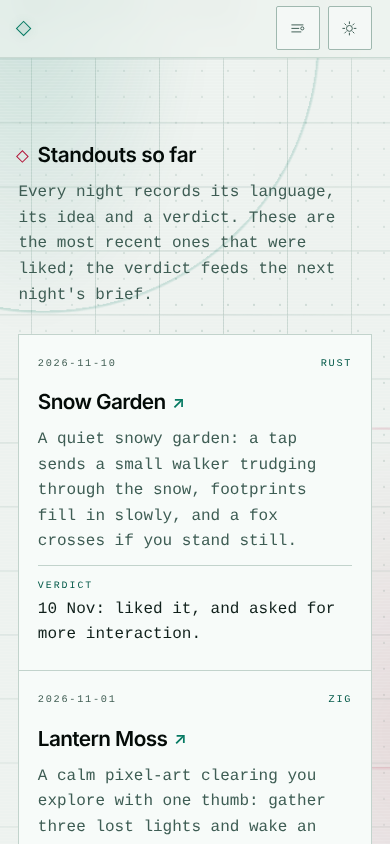 Standouts so far
Every night records its language,
its idea and a verdict. These are
the most recent ones that were
liked; the verdict feeds the next
night's brief.
2026-11-10 RUST
Snow Garden
A quiet snowy garden: a tap
sends a small walker trudging
through the snow, footprints
fill in slowly, and a fox
crosses if you stand still.
VERDICT
10 Nov: liked it, and asked for
more interaction.
2026-11-01 ZIG
Lantern Moss
A calm pixel-art clearing you
explore with one thumb: gather
three lost lights and wake an